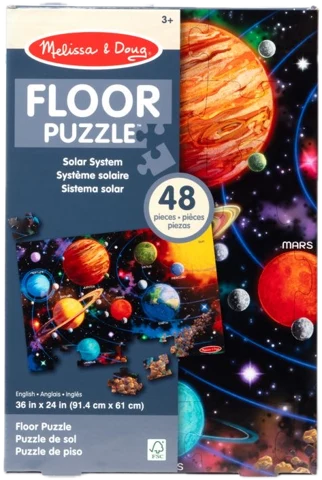 3+
Melissa & Doug
FLOOR
PUZZLE
Solar System
Système solaire
Sistema solar
48
pieces • pièces
piezas
MARS
English • Anglais • Inglés
36 in x 24 in (91.4 cm x 61 cm)
Floor Puzzle
Puzzle de sol
Puzzle de piso
FSC